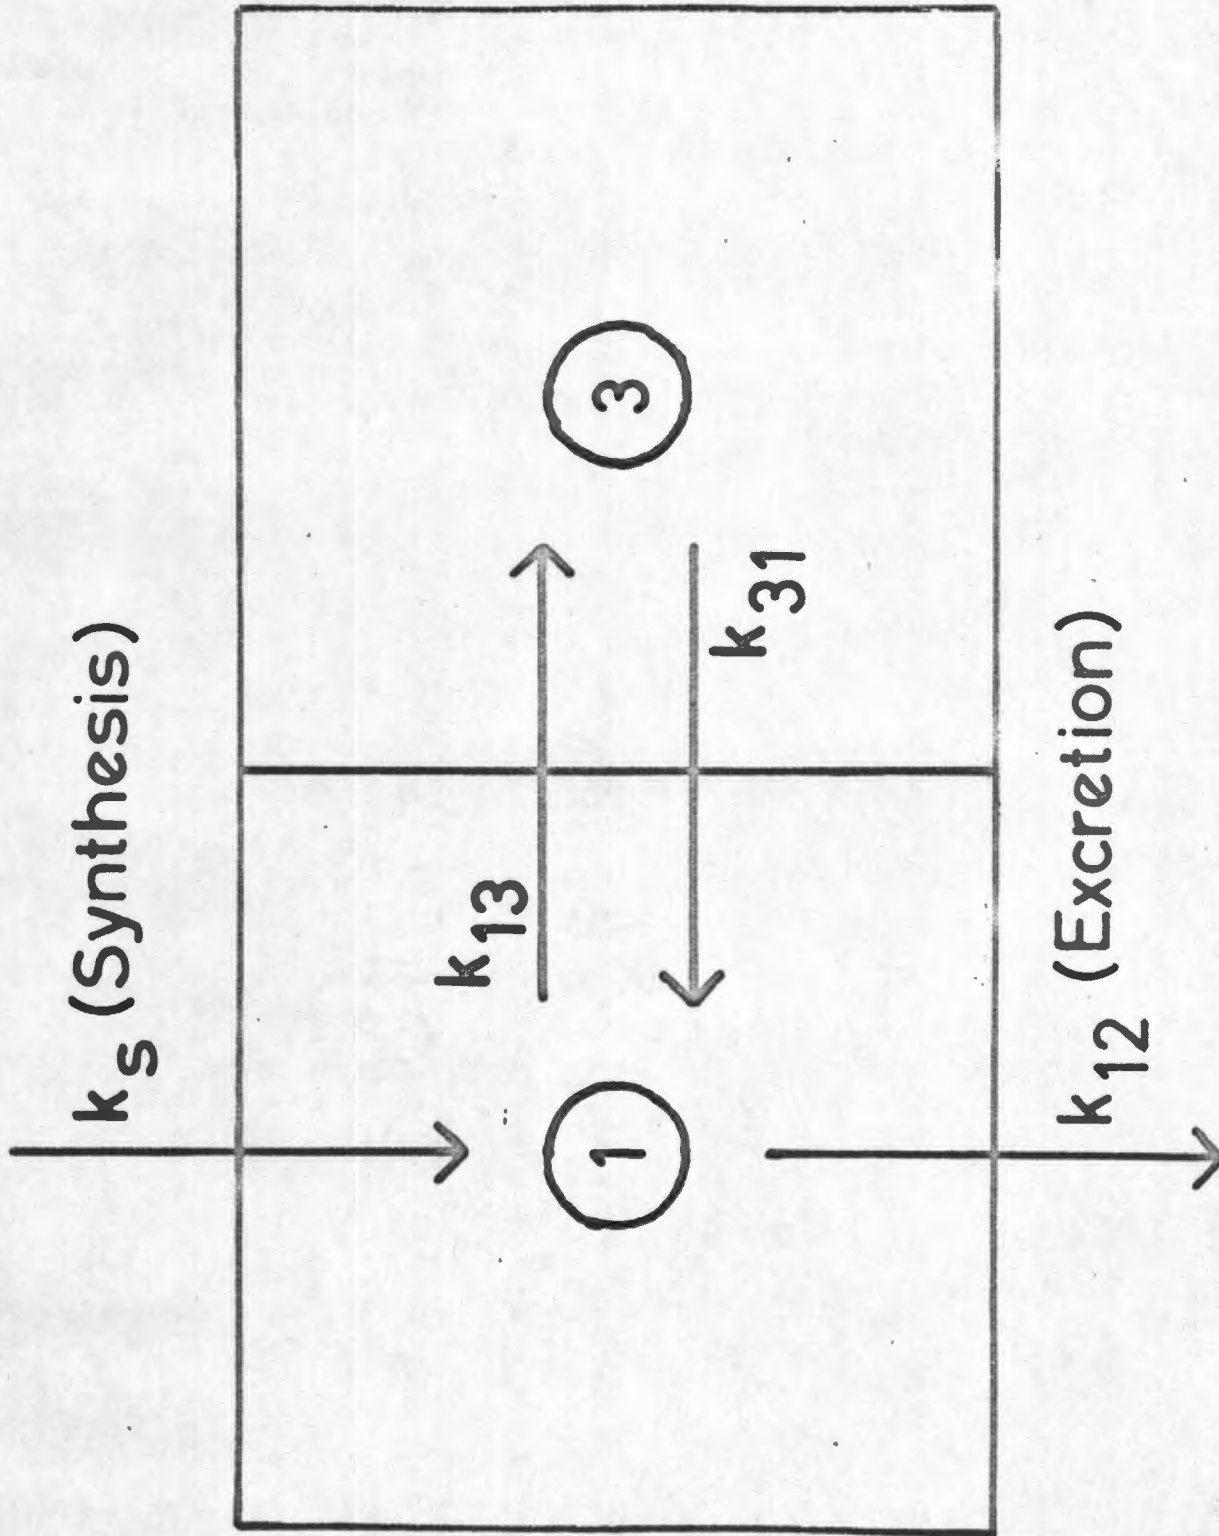 k_s (Synthesis)
k_13
1
3
k_31
k_12 (Excretion)